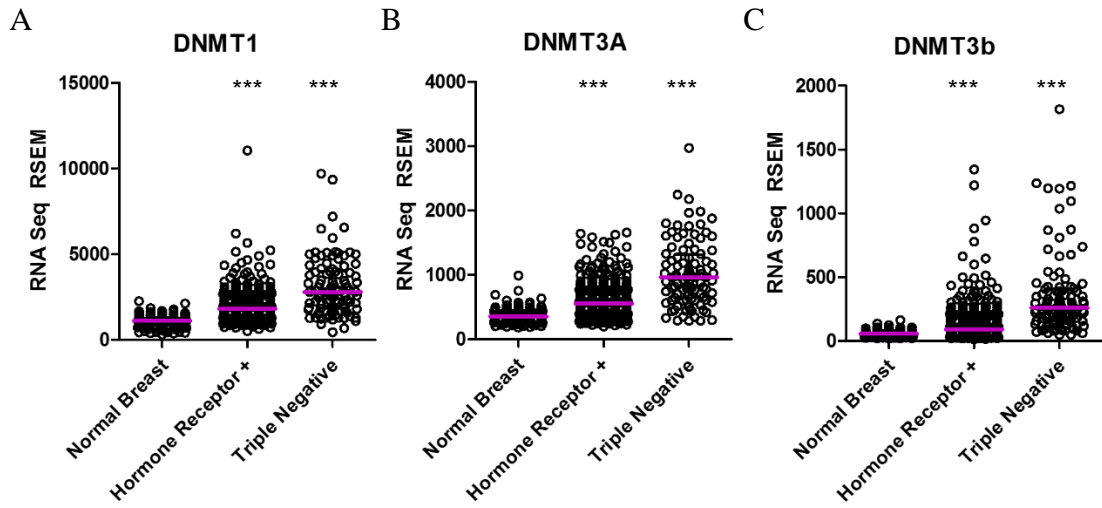 A
DNMT1
RNA Seq RSEM
15000
10000
5000
0
***
***
Normal Breast
Hormone Receptor +
Triple Negative
B
DNMT3A
RNA Seq RSEM
4000
3000
2000
1000
0
***
***
Normal Breast
Hormone Receptor +
Triple Negative
C
DNMT3b
RNA Seq RSEM
2000
1500
1000
500
0
***
***
Normal Breast
Hormone Receptor +
Triple Negative